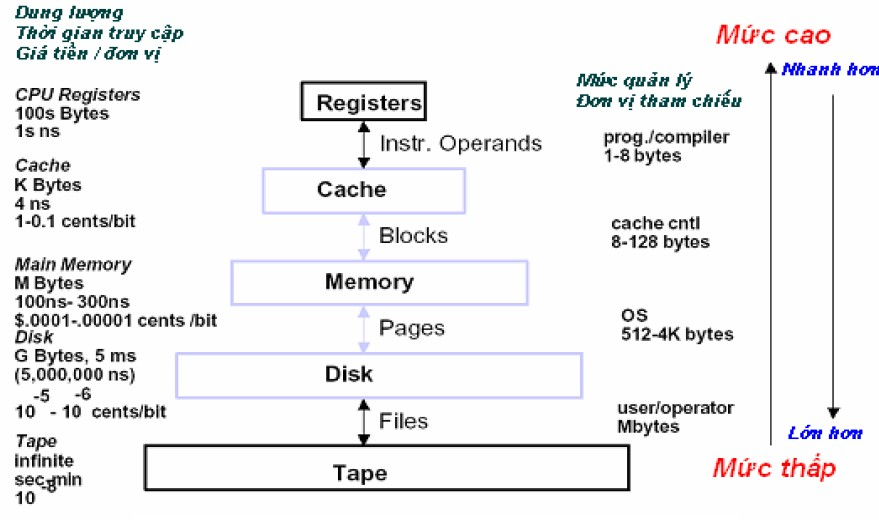 Dung lượng
Thời gian truy cập
Giá tiền / đơn vị
CPU Registers
100s Bytes
1s ns
Cache
K Bytes
4 ns
1-0.1 cents/bit
Main Memory
M Bytes
100ns- 300ns
$.0001-.00001 cents /bit
Disk
G Bytes, 5 ms
(5,000,000 ns)
10^-5 - 10^-6 cents/bit
Tape
infinite
sec-min
10^-8
Registers
Instr. Operands
Cache
Blocks
Memory
Pages
Disk
Files
Tape
Mức quản lý
Đơn vị tham chiếu
prog./compiler
1-8 bytes
cache cntl
8-128 bytes
OS
512-4K bytes
user/operator
Mbytes
Mức cao
Nhanh hơn
Lớn hơn
Mức thấp